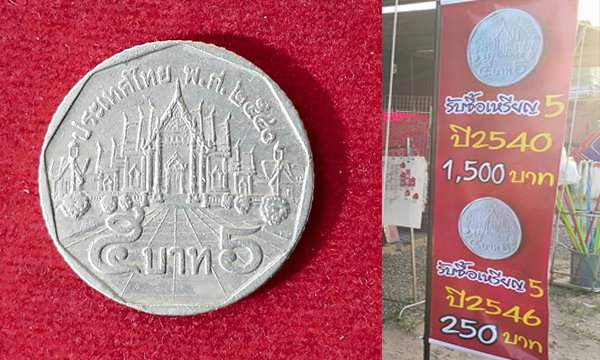 ประเทศไทย พ.ศ. ๒๕๔๐
๕ บาท 5
รับซื้อเหรียญ 5
ปี2540
1,500 บาท
รับซื้อเหรียญ 5
ปี2546
250 บาท